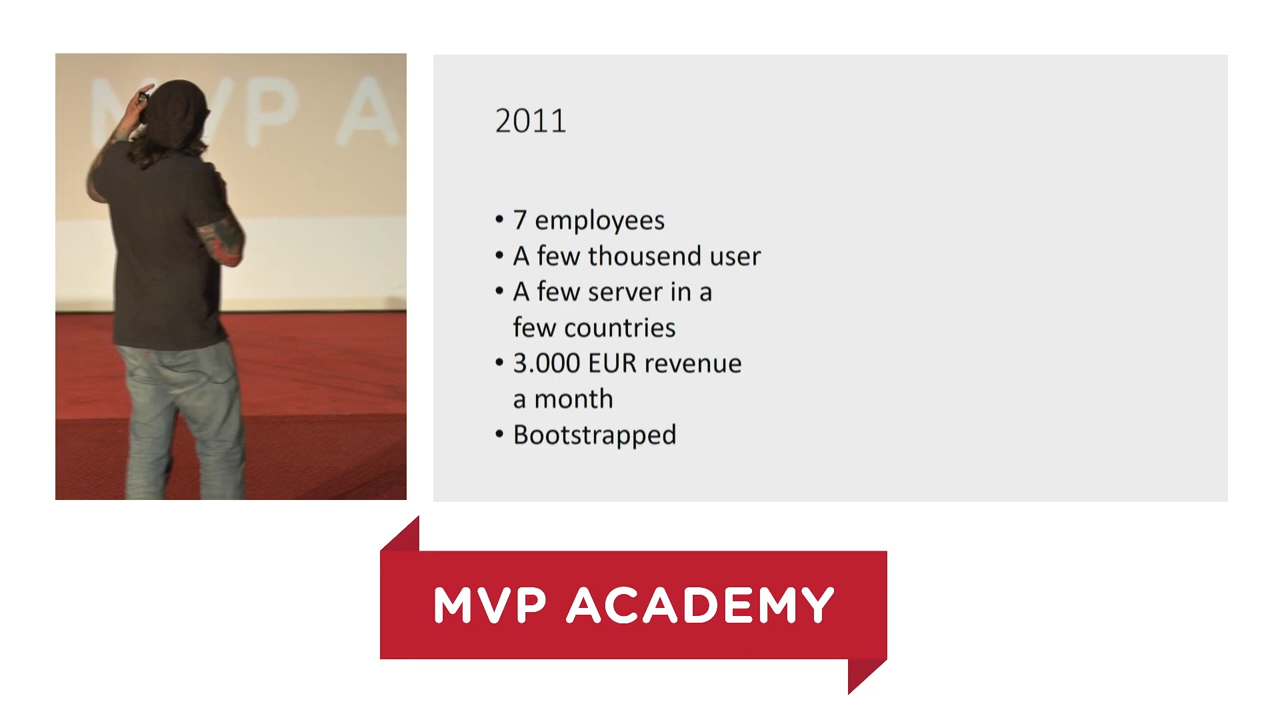 MVP A
2011
• 7 employees
• A few thousend user
• A few server in a
few countries
• 3.000 EUR revenue
a month
• Bootstrapped
MVP ACADEMY